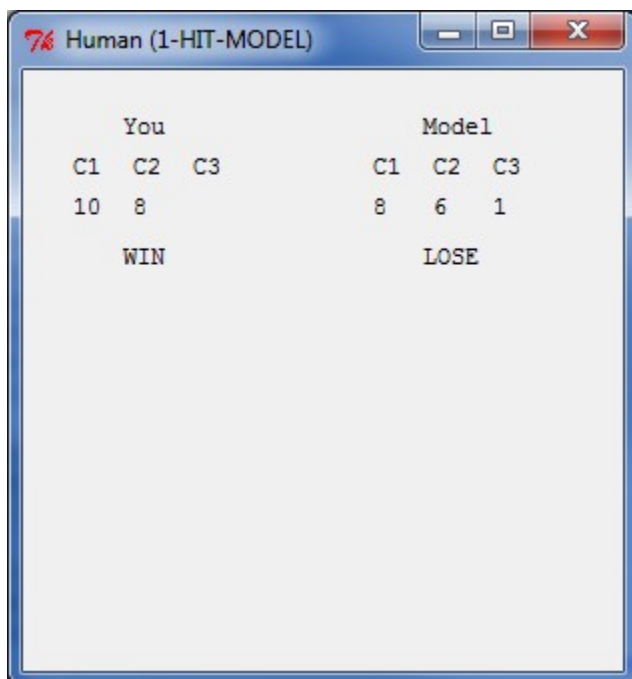 Human (1-HIT-MODEL)
You Model
C1 C2 C3 C1 C2 C3
10 8 8 6 1
WIN LOSE